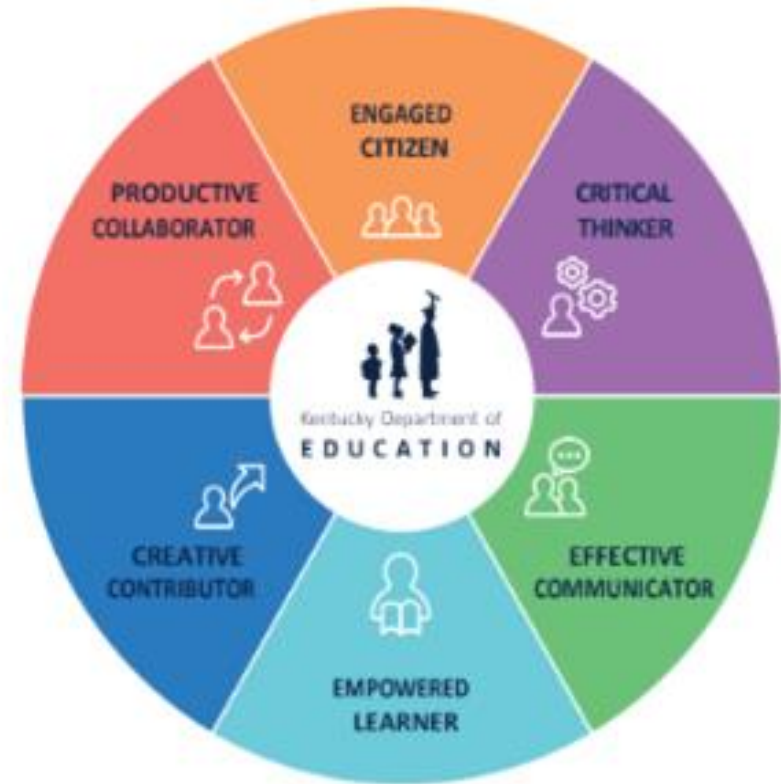 ENGAGED
CITIZEN
CRITICAL
THINKER
EFFECTIVE
COMMUNICATOR
EMPOWERED
LEARNER
CREATIVE
CONTRIBUTOR
PRODUCTIVE
COLLABORATOR
Kentucky Department of
EDUCATION